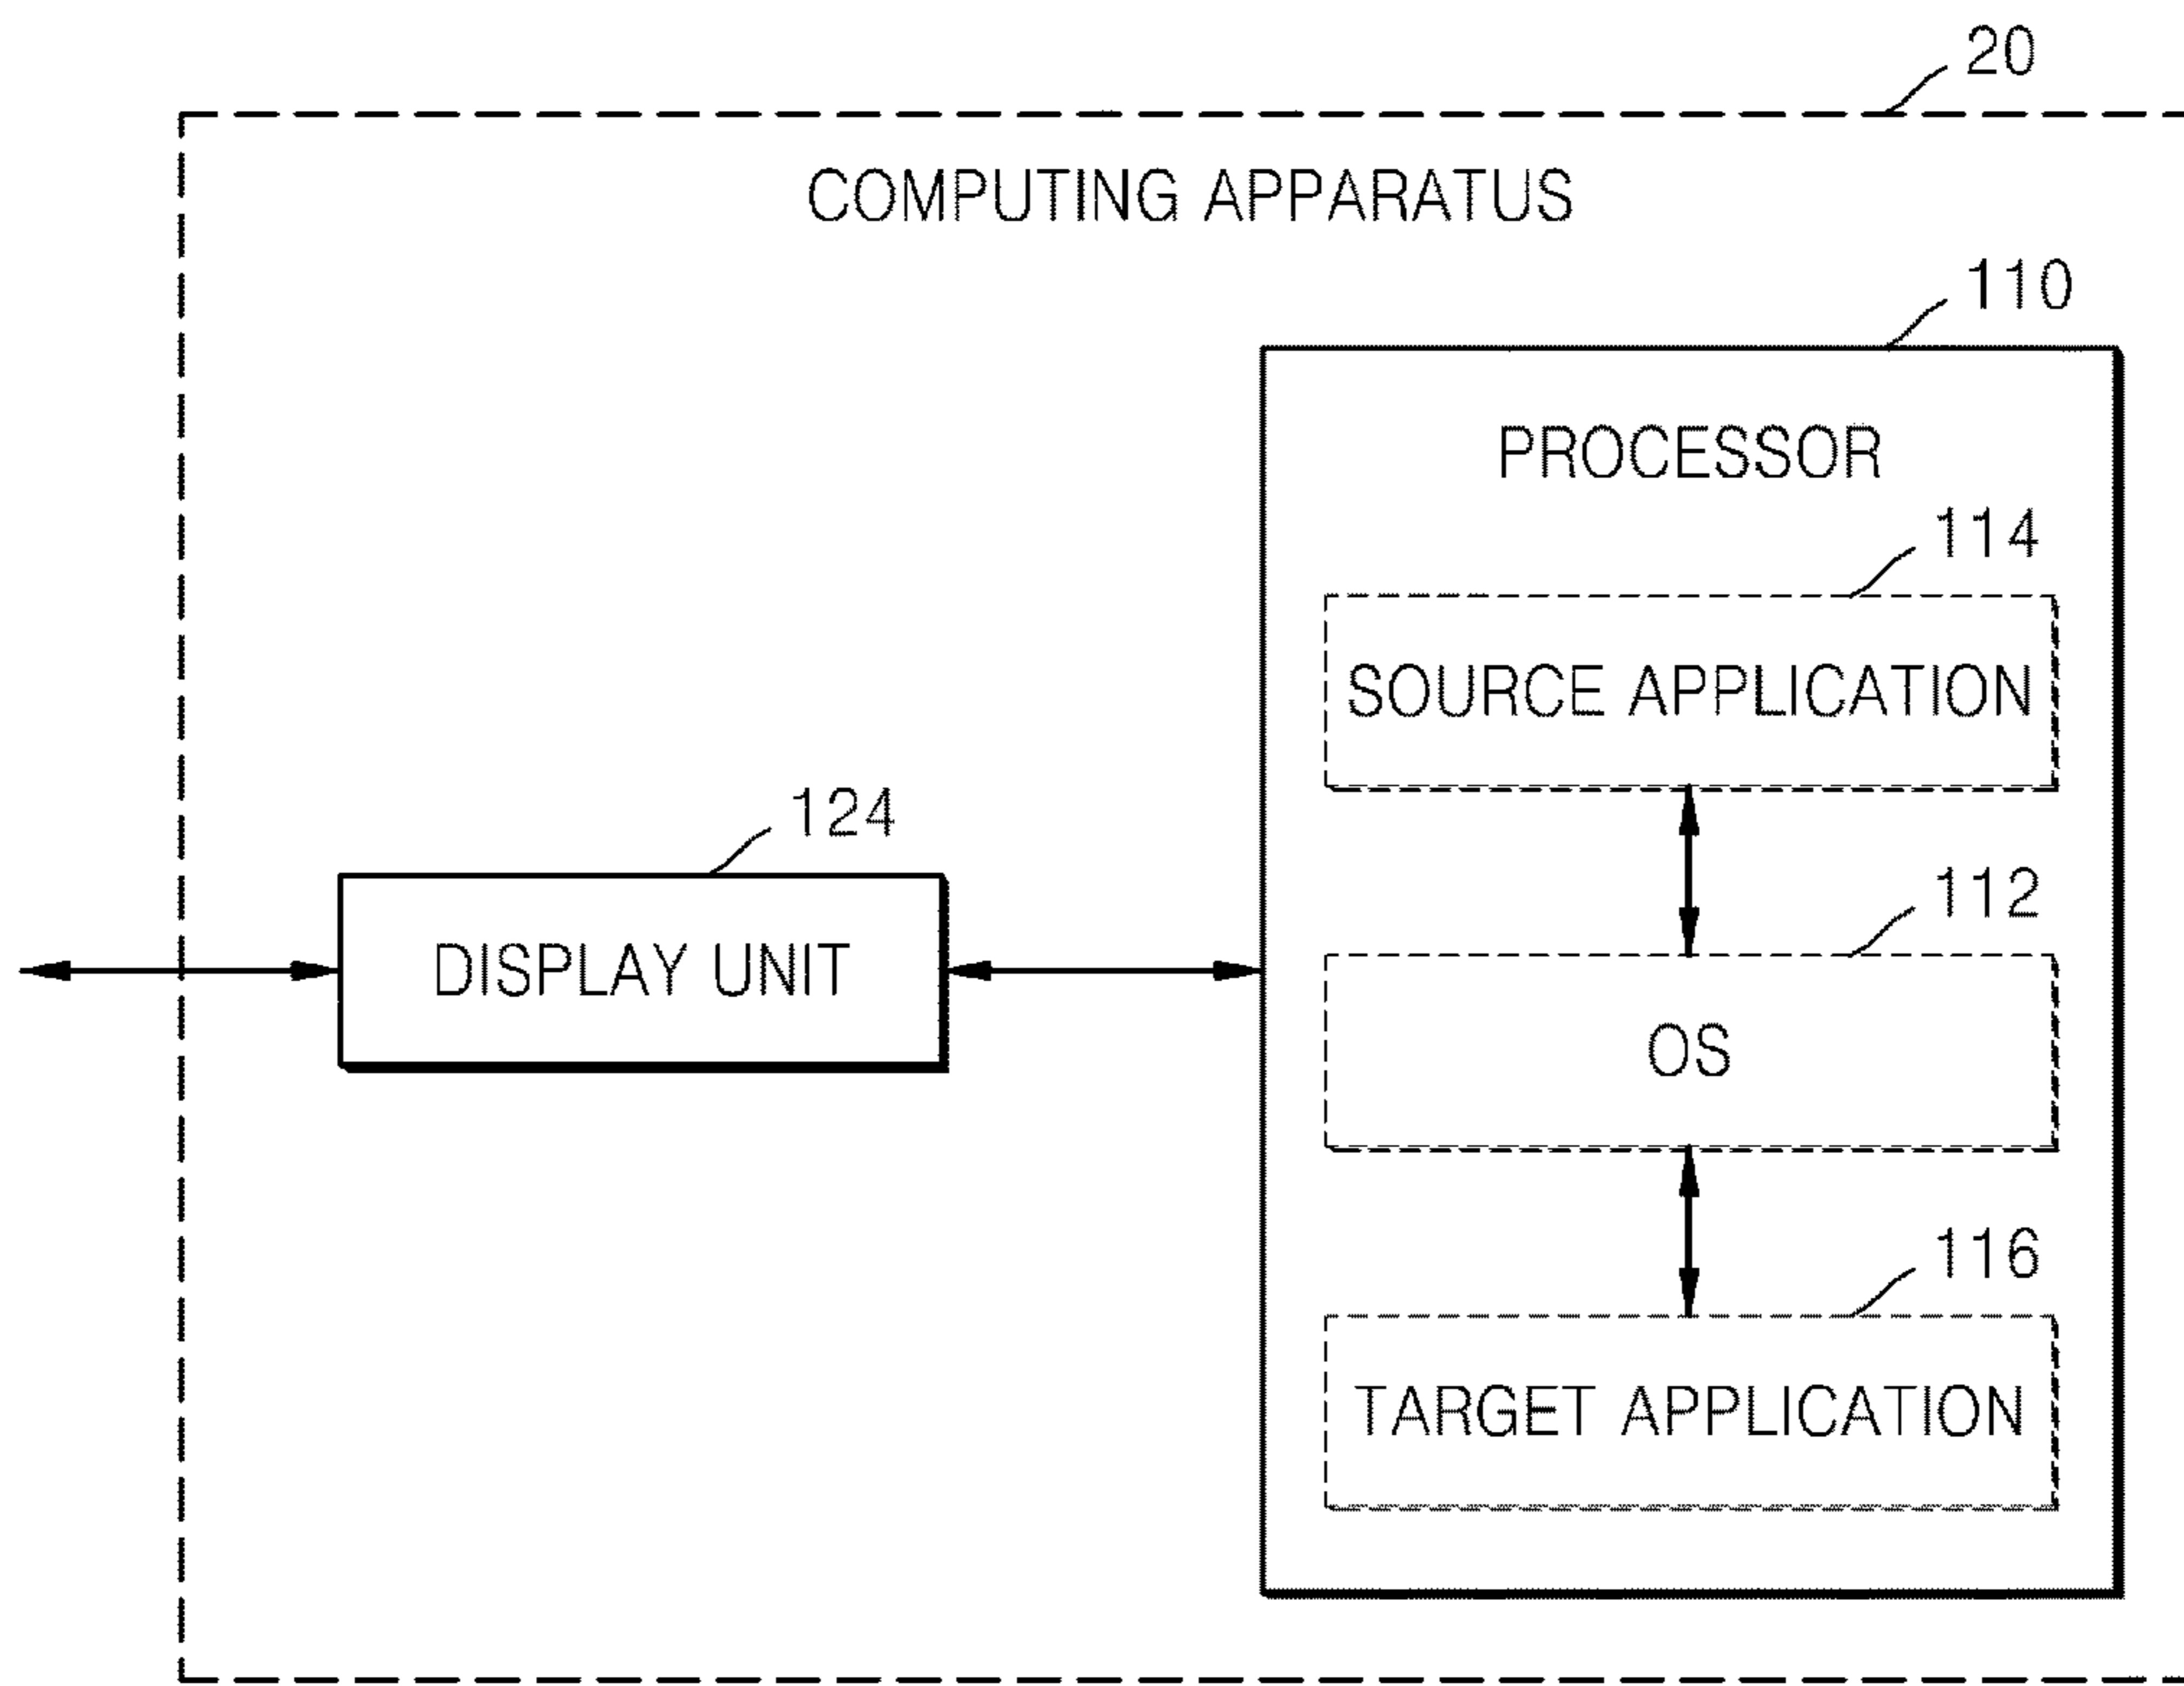 20
COMPUTING APPARATUS
110
PROCESSOR
114
SOURCE APPLICATION
124
DISPLAY UNIT
112
OS
116
TARGET APPLICATION